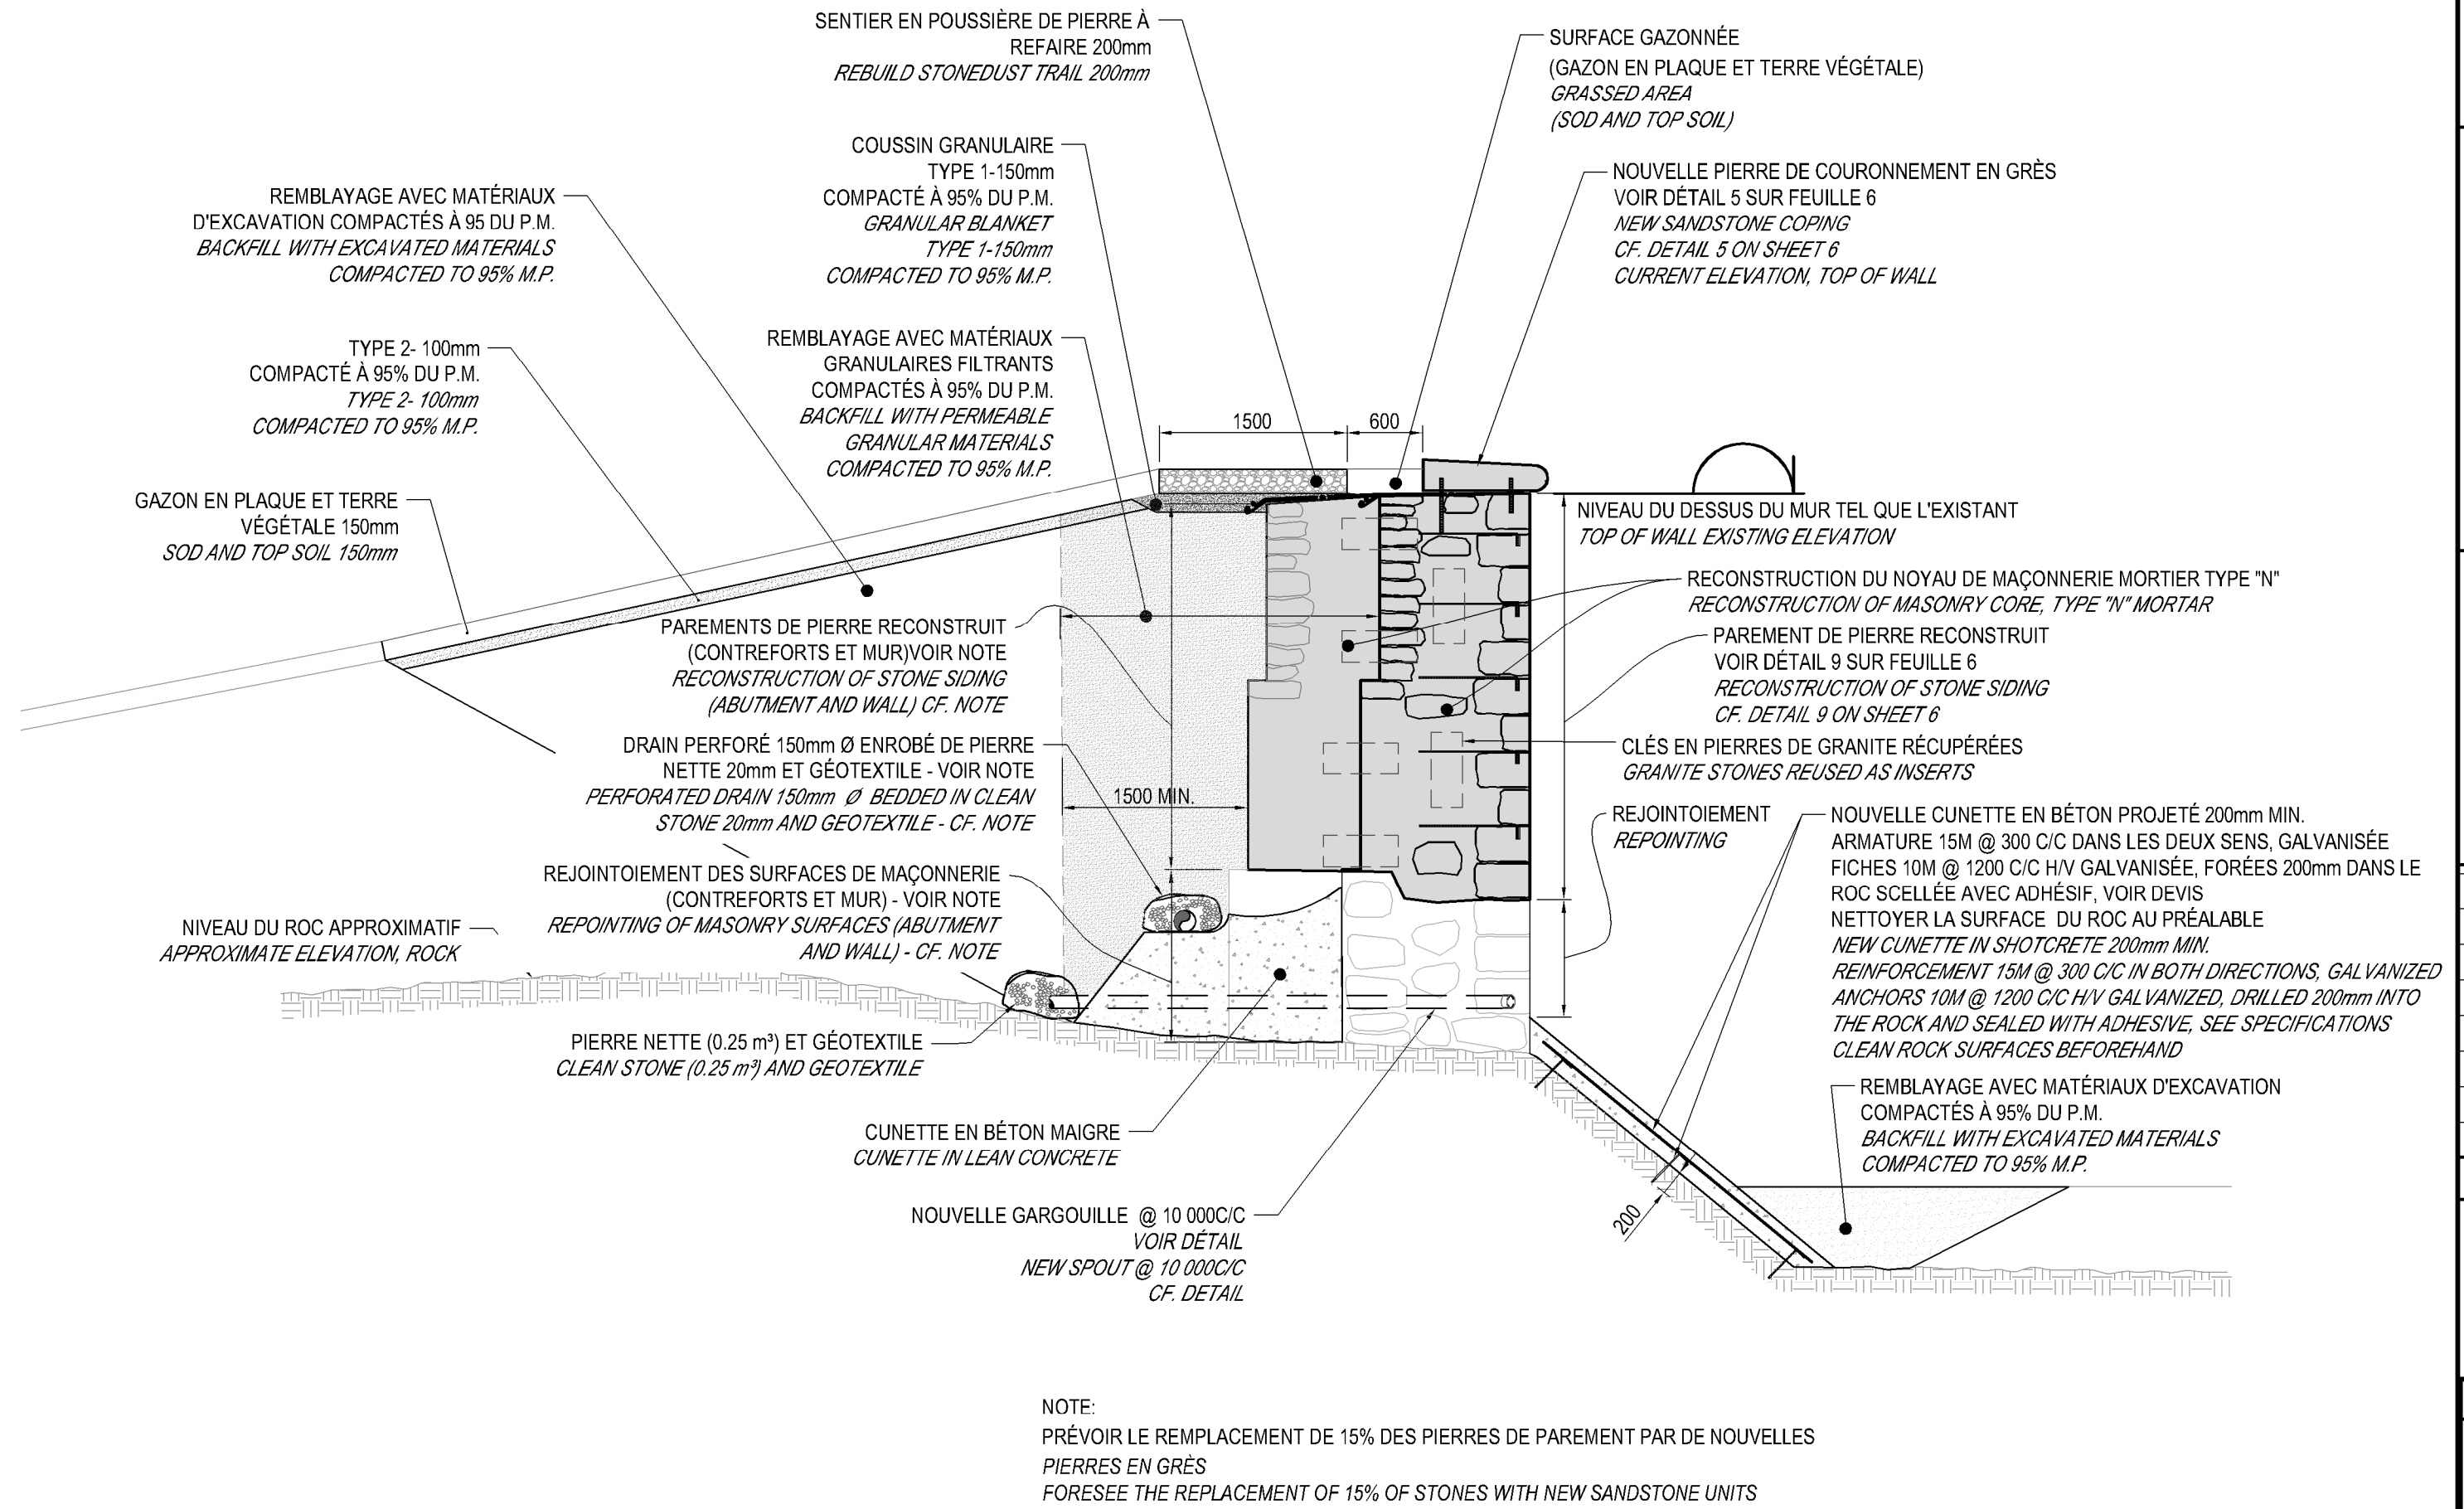 SENTIER EN POUSSIÈRE DE PIERRE À
REFAIRE 200mm
REBUILD STONEDUST TRAIL 200mm
SURFACE GAZONNÉE
(GAZON EN PLAQUE ET TERRE VÉGÉTALE)
GRASSED AREA
(SOD AND TOP SOIL)
COUSSIN GRANULAIRE
TYPE 1-150mm
COMPACTÉ À 95% DU P.M.
GRANULAR BLANKET
TYPE 1-150mm
COMPACTED TO 95% M.P.
NOUVELLE PIERRE DE COURONNEMENT EN GRÈS
VOIR DÉTAIL 5 SUR FEUILLE 6
NEW SANDSTONE COPING
CF. DETAIL 5 ON SHEET 6
CURRENT ELEVATION, TOP OF WALL
REMBLAYAGE AVEC MATÉRIAUX
D'EXCAVATION COMPACTÉS À 95 DU P.M.
BACKFILL WITH EXCAVATED MATERIALS
COMPACTED TO 95% M.P.
REMBLAYAGE AVEC MATÉRIAUX
GRANULAIRES FILTRANTS
COMPACTÉS À 95% DU P.M.
BACKFILL WITH PERMEABLE
GRANULAR MATERIALS
COMPACTED TO 95% M.P.
TYPE 2- 100mm
COMPACTÉ À 95% DU P.M.
TYPE 2- 100mm
COMPACTED TO 95% M.P.
1500
600
GAZON EN PLAQUE ET TERRE
VÉGÉTALE 150mm
SOD AND TOP SOIL 150mm
NIVEAU DU DESSUS DU MUR TEL QUE L'EXISTANT
TOP OF WALL EXISTING ELEVATION
RECONSTRUCTION DU NOYAU DE MAÇONNERIE MORTIER TYPE "N"
RECONSTRUCTION OF MASONRY CORE, TYPE "N" MORTAR
PAREMENTS DE PIERRE RECONSTRUIT
(CONTREFORTS ET MUR)VOIR NOTE
RECONSTRUCTION OF STONE SIDING
(ABUTMENT AND WALL) CF. NOTE
PAREMENT DE PIERRE RECONSTRUIT
VOIR DÉTAIL 9 SUR FEUILLE 6
RECONSTRUCTION OF STONE SIDING
CF. DETAIL 9 ON SHEET 6
DRAIN PERFORÉ 150mm Ø ENROBÉ DE PIERRE
NETTE 20mm ET GÉOTEXTILE - VOIR NOTE
PERFORATED DRAIN 150mm Ø BEDDED IN CLEAN
STONE 20mm AND GEOTEXTILE - CF. NOTE
1500 MIN.
CLÉS EN PIERRES DE GRANITE RÉCUPÉRÉES
GRANITE STONES REUSED AS INSERTS
REJOINTOIEMENT
REPOINTING
NOUVELLE CUNETTE EN BÉTON PROJETÉ 200mm MIN.
ARMATURE 15M @ 300 C/C DANS LES DEUX SENS, GALVANISÉE
FICHES 10M @ 1200 C/C H/V GALVANISÉE, FORÉES 200mm DANS LE
ROC SCELLÉE AVEC ADHÉSIF, VOIR DEVIS
NETTOYER LA SURFACE DU ROC AU PRÉALABLE
NEW CUNETTE IN SHOTCRETE 200mm MIN.
REINFORCEMENT 15M @ 300 C/C IN BOTH DIRECTIONS, GALVANIZED
ANCHORS 10M @ 1200 C/C H/V GALVANIZED, DRILLED 200mm INTO
THE ROCK AND SEALED WITH ADHESIVE, SEE SPECIFICATIONS
CLEAN ROCK SURFACES BEFOREHAND
REJOINTOIEMENT DES SURFACES DE MAÇONNERIE
(CONTREFORTS ET MUR) - VOIR NOTE
REPOINTING OF MASONRY SURFACES (ABUTMENT
AND WALL) - CF. NOTE
NIVEAU DU ROC APPROXIMATIF
APPROXIMATE ELEVATION, ROCK
PIERRE NETTE (0.25 m³) ET GÉOTEXTILE
CLEAN STONE (0.25 m³) AND GEOTEXTILE
REMBLAYAGE AVEC MATÉRIAUX D'EXCAVATION
COMPACTÉS À 95% DU P.M.
BACKFILL WITH EXCAVATED MATERIALS
COMPACTED TO 95% M.P.
CUNETTE EN BÉTON MAIGRE
CUNETTE IN LEAN CONCRETE
200
NOUVELLE GARGOUILLE @ 10 000C/C
VOIR DÉTAIL
NEW SPOUT @ 10 000C/C
CF. DETAIL
NOTE:
PRÉVOIR LE REMPLACEMENT DE 15% DES PIERRES DE PAREMENT PAR DE NOUVELLES
PIERRES EN GRÈS
FORESEE THE REPLACEMENT OF 15% OF STONES WITH NEW SANDSTONE UNITS